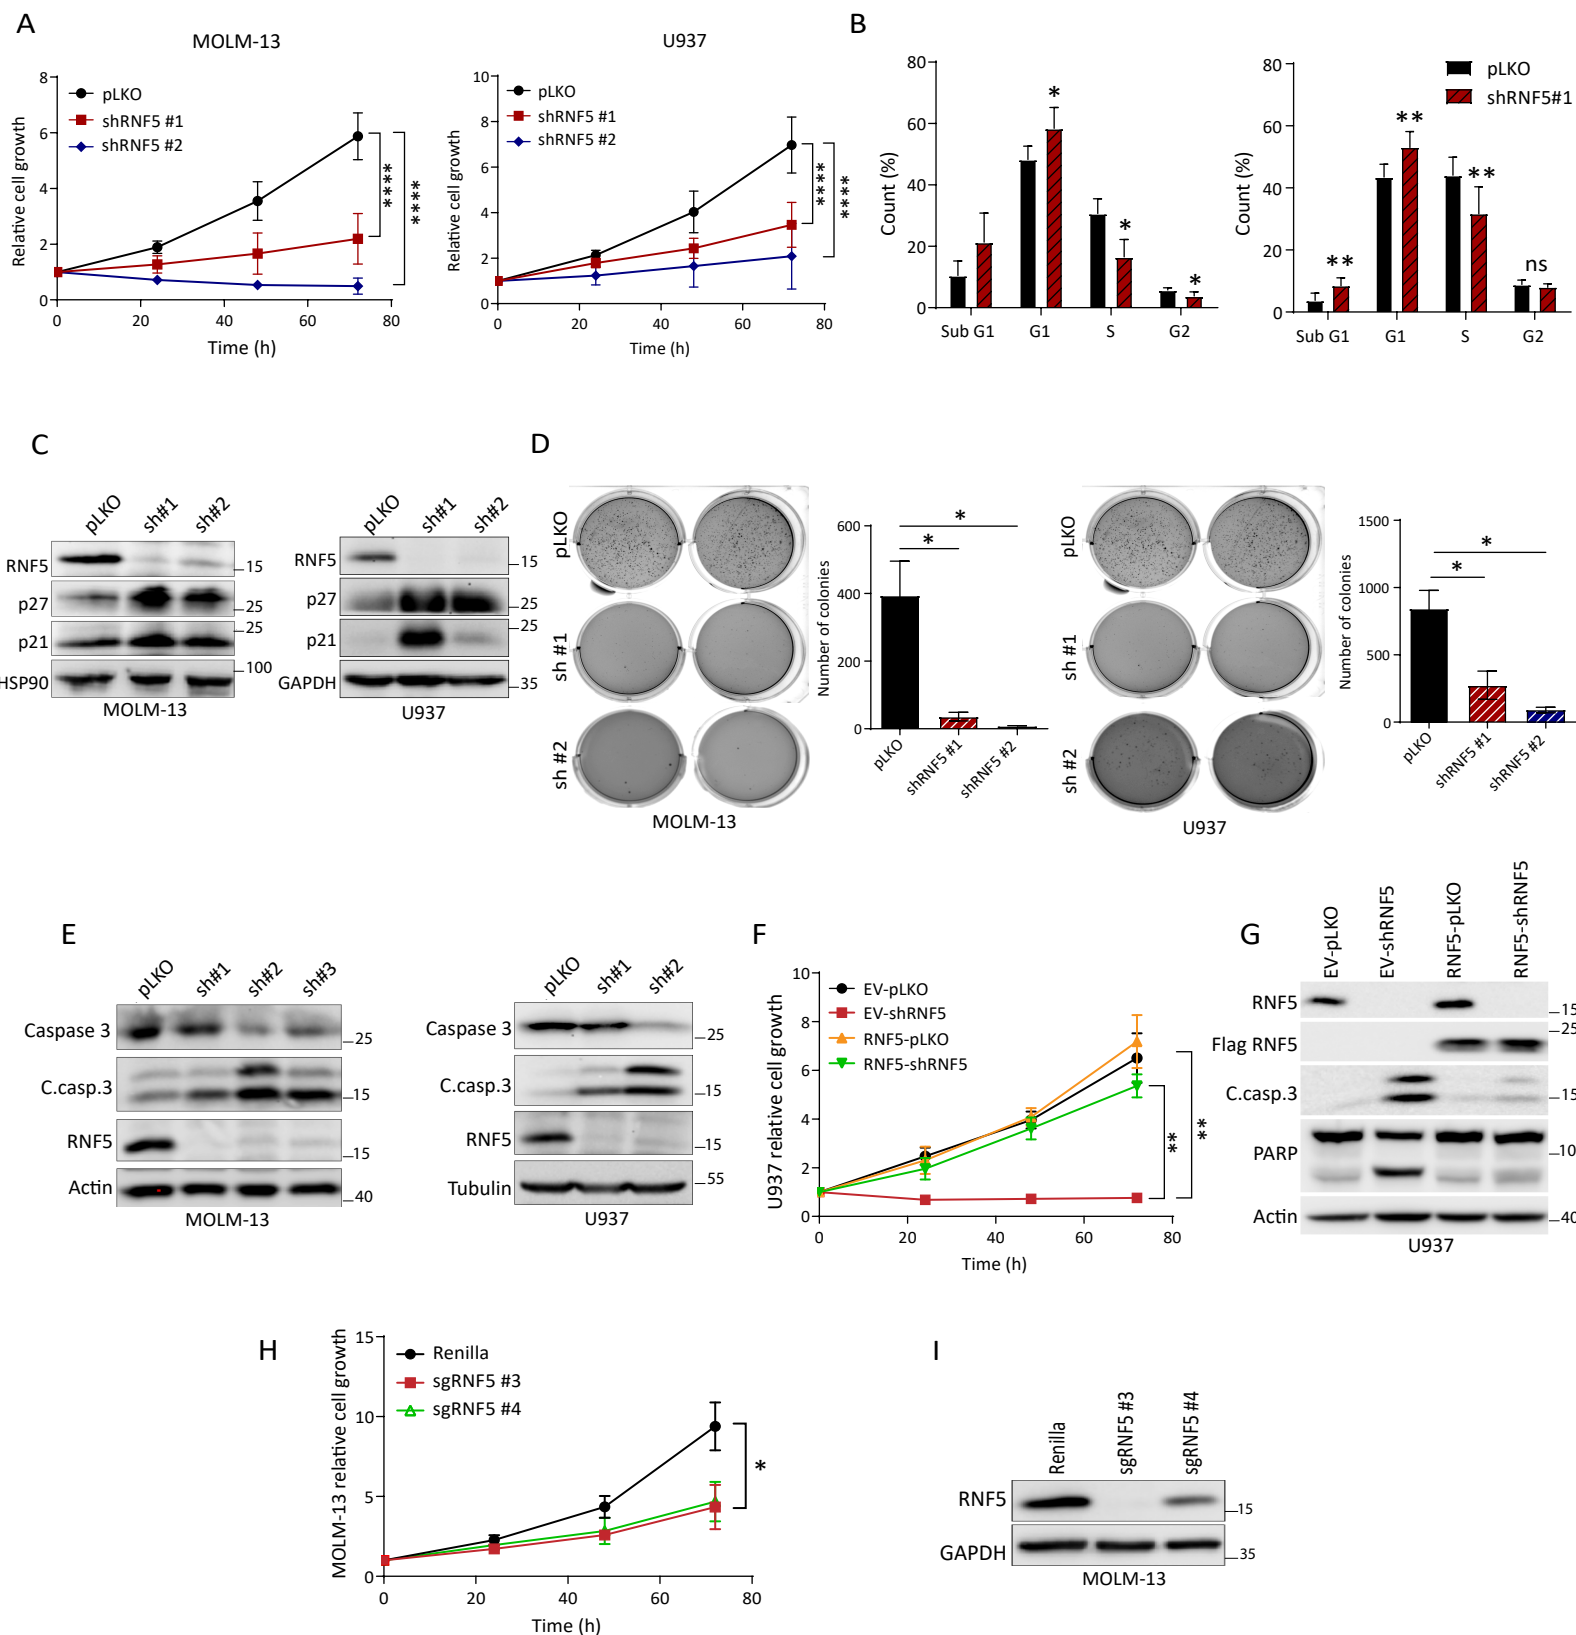 A
MOLM-13
Relative cell growth
8
6
4
2
0
0
20
40
60
80
Time (h)
pLKO
shRNF5 #1
shRNF5 #2
****
****
U937
Relative cell growth
10
8
6
4
2
0
0
20
40
60
80
Time (h)
pLKO
shRNF5 #1
shRNF5 #2
****
****
B
Count (%)
80
60
40
20
0
*
*
*
Sub G1
G1
S
G2
Count (%)
80
60
40
20
0
**
**
**
ns
Sub G1
G1
S
G2
pLKO
shRNF5#1
C
pLKO
sh#1
sh#2
RNF5
15
p27
25
p21
25
HSP90
100
MOLM-13
pLKO
sh#1
sh#2
RNF5
15
p27
25
p21
25
GAPDH
35
U937
D
pLKO
sh #1
sh #2
MOLM-13
Number of colonies
600
400
200
0
*
*
pLKO
shRNF5 #1
shRNF5 #2
pLKO
sh #1
sh #2
U937
Number of colonies
1500
1000
500
0
*
*
pLKO
shRNF5 #1
shRNF5 #2
E
pLKO
sh#1
sh#2
sh#3
Caspase 3
25
C.casp.3
15
RNF5
15
Actin
40
MOLM-13
pLKO
sh#1
sh#2
Caspase 3
25
C.casp.3
15
RNF5
15
Tubulin
55
U937
F
U937 relative cell growth
10
8
6
4
2
0
0
20
40
60
80
Time (h)
EV-pLKO
EV-shRNF5
RNF5-pLKO
RNF5-shRNF5
**
**
G
EV-pLKO
EV-shRNF5
RNF5-pLKO
RNF5-shRNF5
RNF5
15
Flag RNF5
25
C.casp.3
15
PARP
10
Actin
40
U937
H
MOLM-13 relative cell growth
15
10
5
0
0
20
40
60
80
Time (h)
Renilla
sgRNF5 #3
sgRNF5 #4
*
I
Renilla
sgRNF5 #3
sgRNF5 #4
RNF5
15
GAPDH
35
MOLM-13